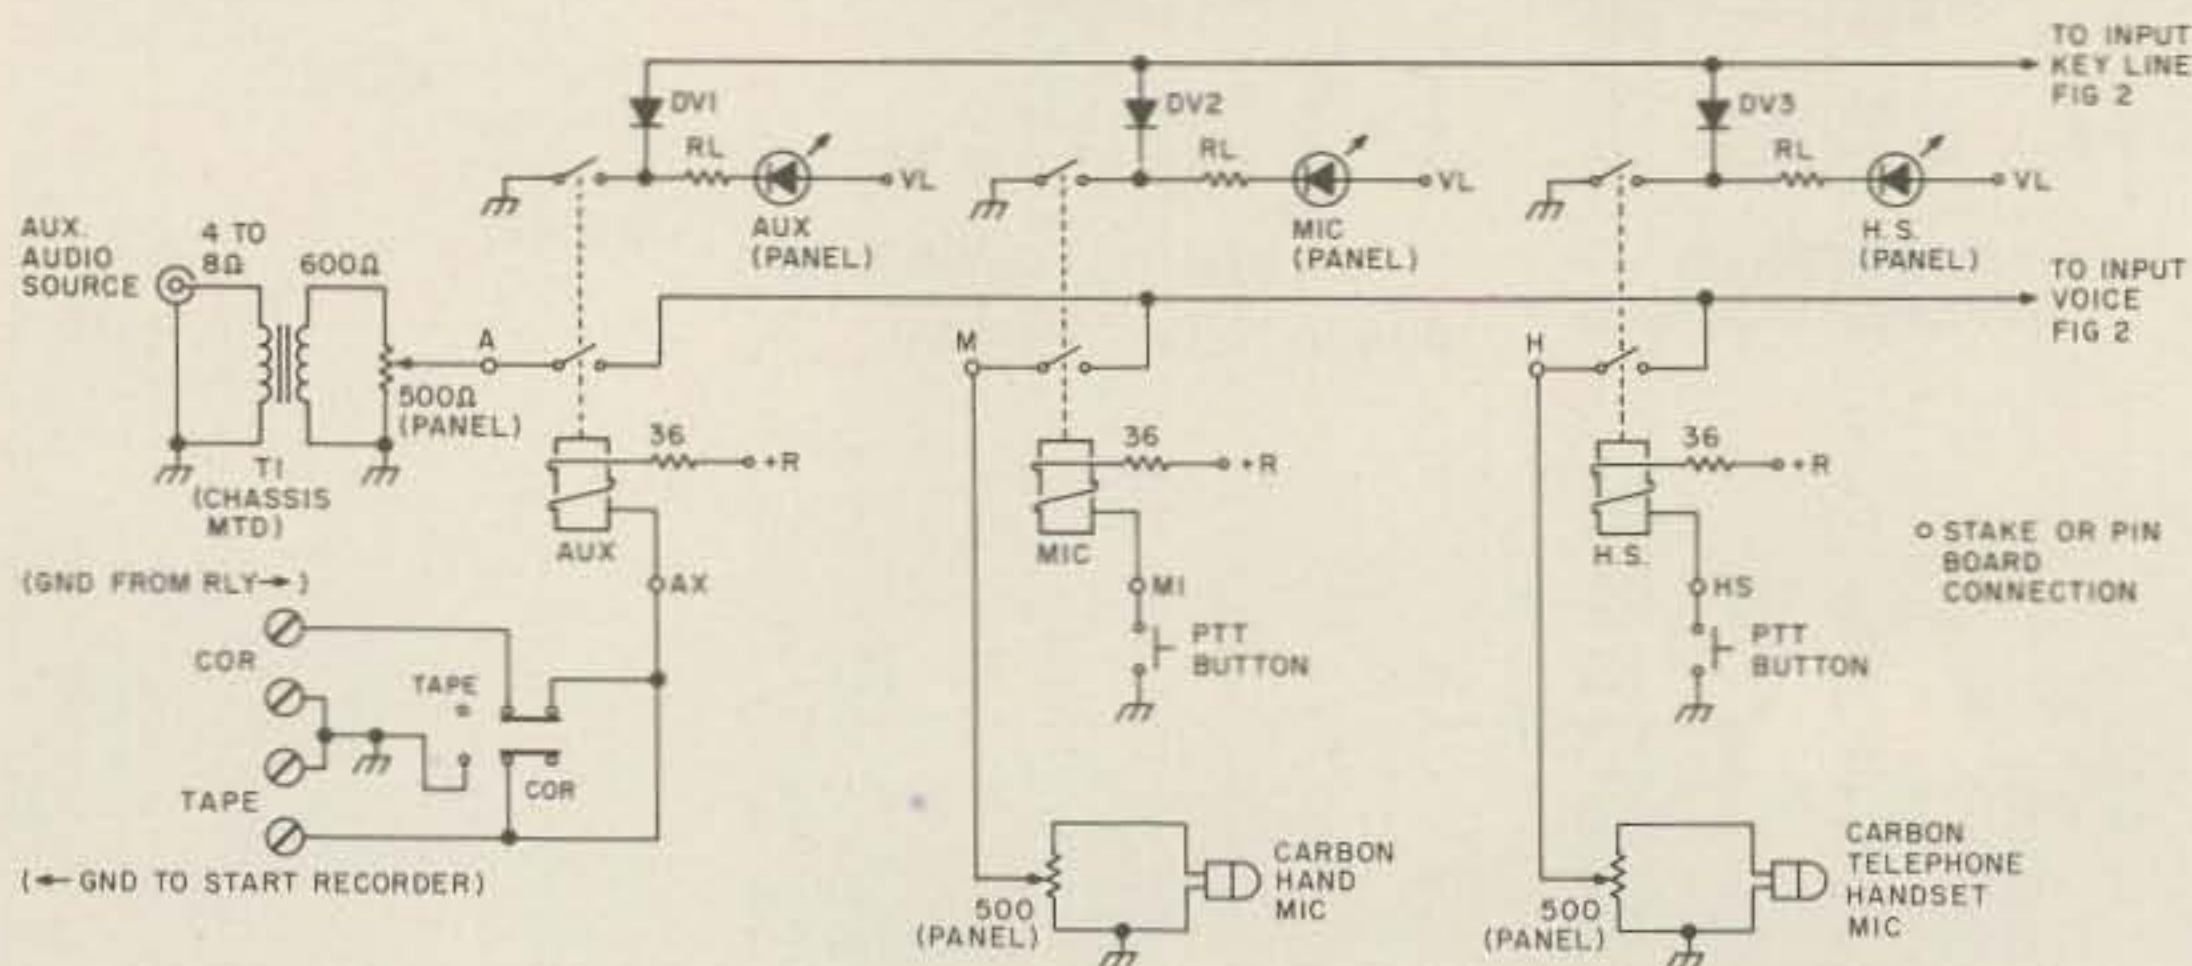 TO INPUT
KEY LINE
FIG 2
DV1
DV2
DV3
RL
RL
RL
VL
VL
VL
AUX
(PANEL)
MIC
(PANEL)
H.S.
(PANEL)
AUX.
AUDIO
SOURCE
4 TO
8Ω
600Ω
TO INPUT
VOICE
FIG 2
A
M
H
500Ω
(PANEL)
T1
(CHASSIS
MTD)
36
+R
36
+R
36
+R
AUX
MIC
H.S.
STAKE OR PIN
BOARD
CONNECTION
(GND FROM RLY→)
AX
M1
HS
COR
TAPE
PTT
BUTTON
PTT
BUTTON
TAPE
COR
(←GND TO START RECORDER)
500
(PANEL)
CARBON
HAND
MIC
500
(PANEL)
CARBON
TELEPHONE
HANDSET
MIC